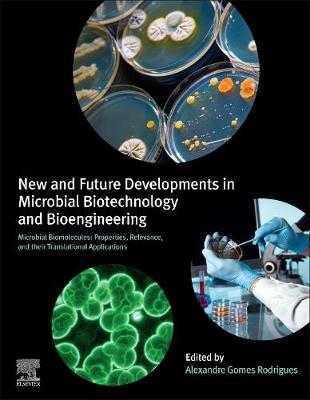 New and Future Developments in
Microbial Biotechnology
and Bioengineering
Microbial Biomolecules: Properties, Relevance,
and their Translational Applications
Edited by
Alexandre Gomes Rodrigues
ELSEVIER